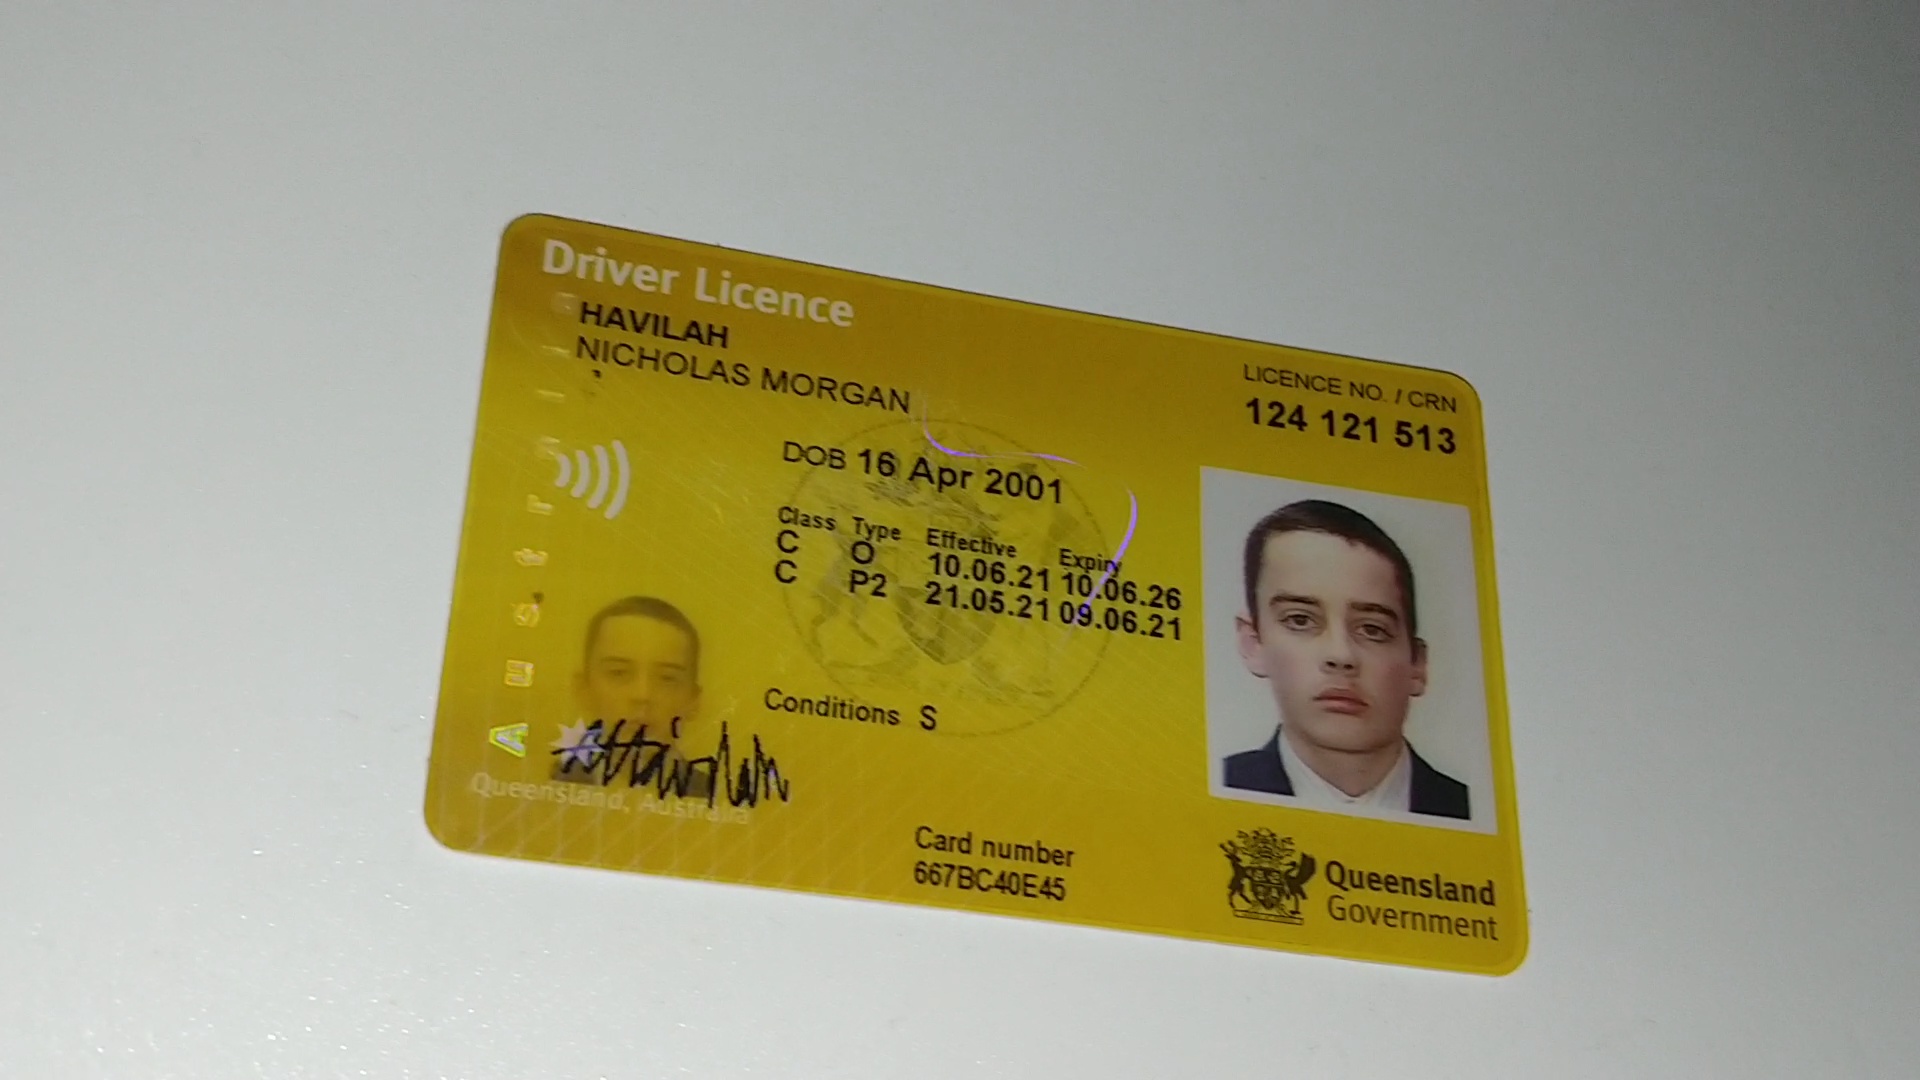 Driver Licence
HAVILAH
NICHOLAS MORGAN
LICENCE NO. / CRN
124 121 513
DOB 16 Apr 2001
Class Type Effective Expiry
C O 10.06.21 10.06.26
C P2 21.05.21 09.06.21
Conditions S
Queensland, Australia
Card number
667BC40E45
Queensland
Government